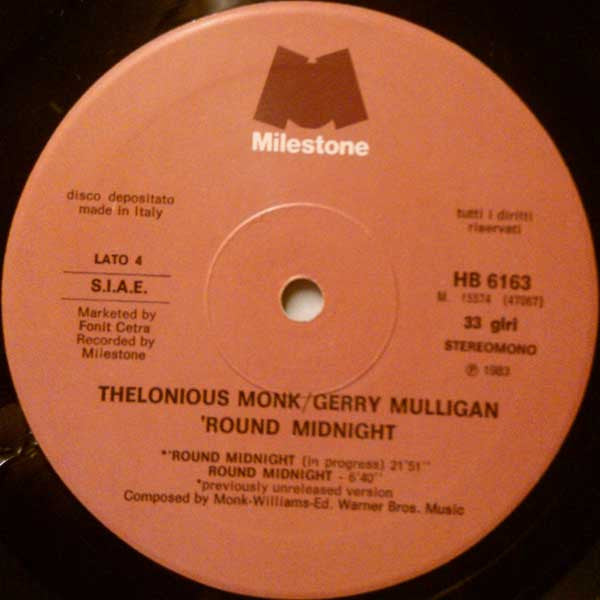 Milestone
disco depositato
made in Italy
tutti i diritti
riservati
LATO 4
S.I.A.E.
Marketed by
Fonit Cetra
Recorded by
Milestone
HB 6163
M. 15574 (47067)
33 giri
STEREOMONO
℗ 1983
THELONIOUS MONK/GERRY MULLIGAN
'ROUND MIDNIGHT
*'ROUND MIDNIGHT (in progress) 21'51''
ROUND MIDNIGHT - 6'40''
*previously unreleased version
Composed by Monk-Williams-Ed. Warner Bros. Music